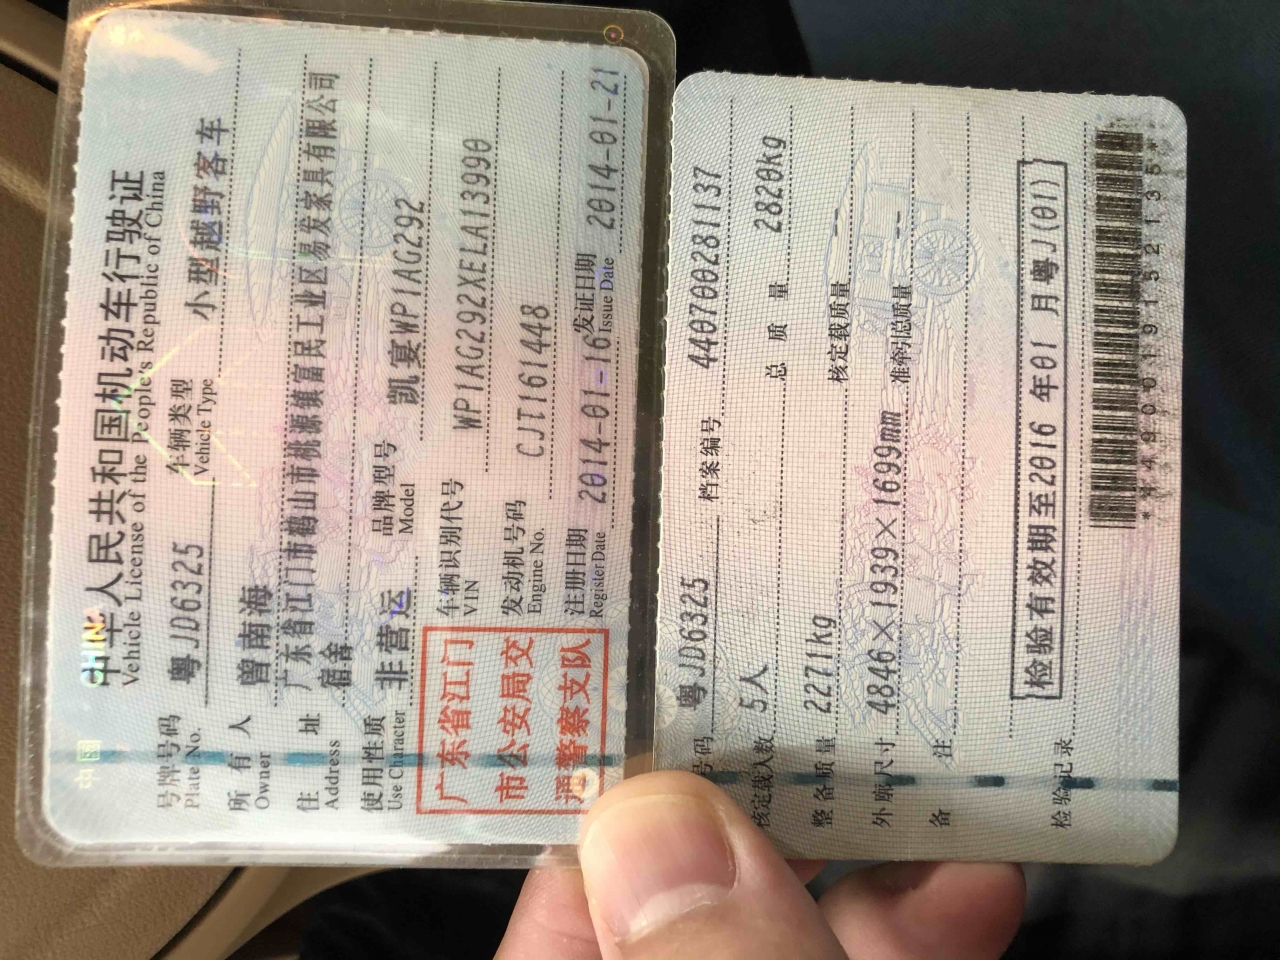 中国 CHINA
中华人民共和国机动车行驶证
Vehicle License of the People's Republic of China
号牌号码 粤JD6325 车辆类型 小型越野客车
Plate No. Vehicle Type
所有人 曾南海
Owner
住址 广东省江门市鹤山市桃源镇富民工业区易发家具有限公司
Address 宿舍
使用性质 非营运 品牌型号 凯宴WP1AG292
Use Character Model
广东省江门
市公安局交
通警察支队
车辆识别代号 WP1AG292XELA13990
VIN
发动机号码 CJT161448
Engine No.
注册日期 2014-01-16 发证日期 2014-01-21
Register Date Issue Date
号码 粤JD6325 档案编号 440700281137
核定载人数 5人 总质量 2820kg
整备质量 2271kg 核定载质量 --
外廓尺寸 4846×1939×1699mm 准牵引总质量 --
备注
检验有效期至2016年01月粤J(01)
检验记录
*4490019152135*